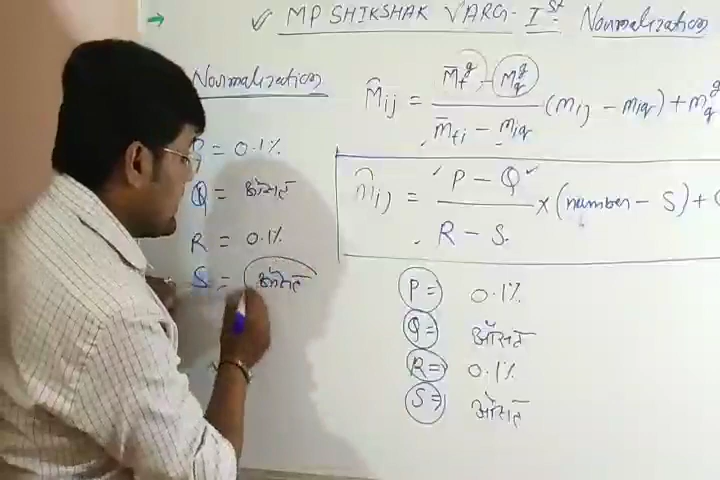 → ✓ MP SHIKSHAK VARG-Ist Normalization
Normalization
M̂ij = (M̄tᵍ - Mqᵍ) / (M̄ti - miq) (mij - miq) + mqᵍ
= 0.1%
Q = औसत
R = 0.1%
S = औसत
m̂ij = (P - Q) / (R - S) × (number - S) +
P = 0.1%
Q = औसत
R = 0.1%
S = औसत